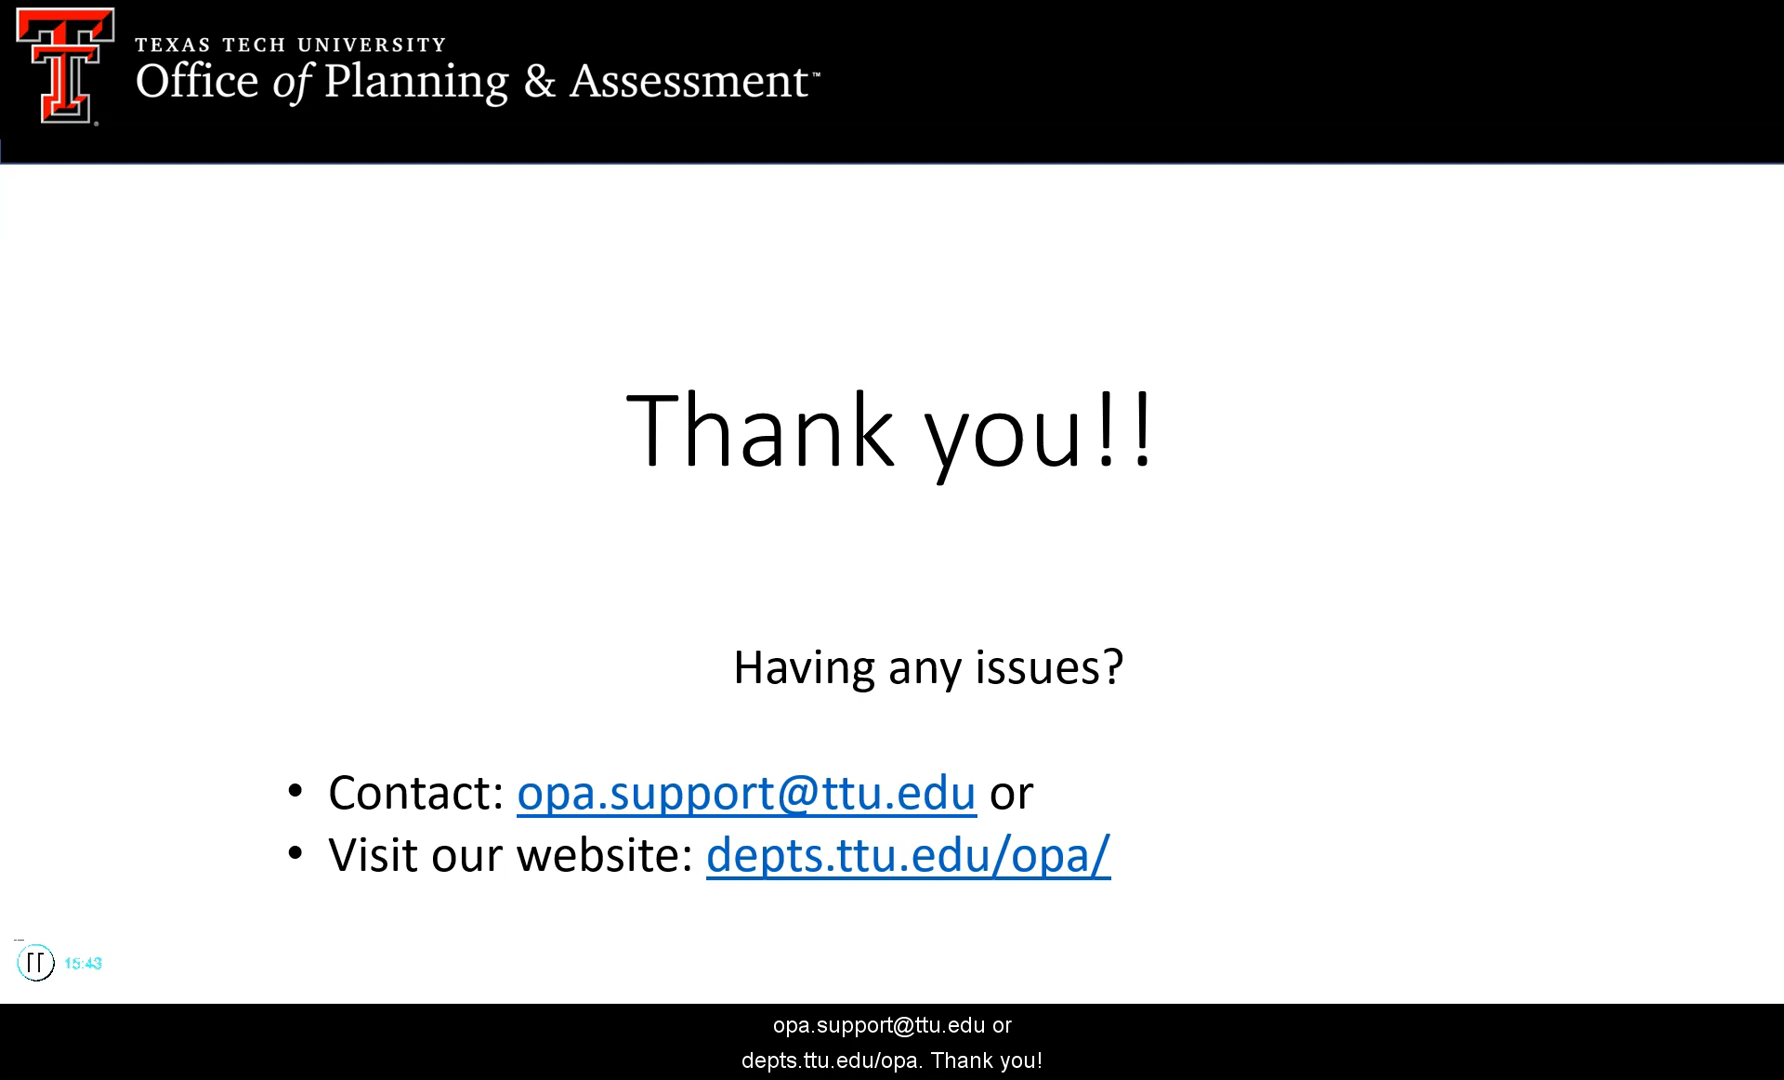 TEXAS TECH UNIVERSITY
Office of Planning & Assessment™
Thank you!!
Having any issues?
• Contact: opa.support@ttu.edu or
• Visit our website: depts.ttu.edu/opa/
15:43
opa.support@ttu.edu or
depts.ttu.edu/opa. Thank you!